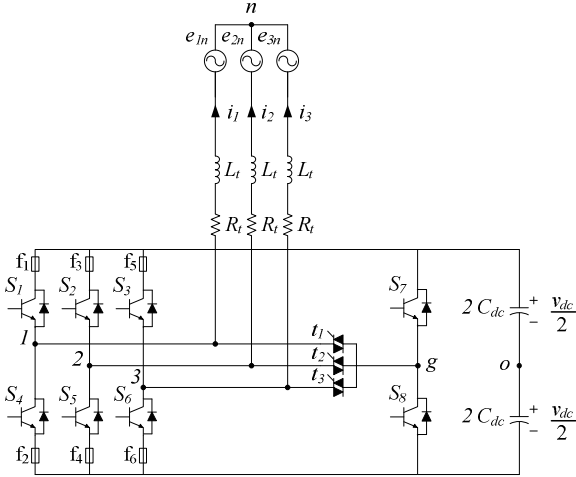 n
e1n e2n e3n
i1 i2 i3
Lt Lt Lt
Rt Rt Rt
f1 f3 f5
S1 S2 S3 S7
2 Cdc + vdc/2 −
t1
1
t2
2 g o
t3
3
S4 S5 S6 S8
2 Cdc + vdc/2 −
f2 f4 f6